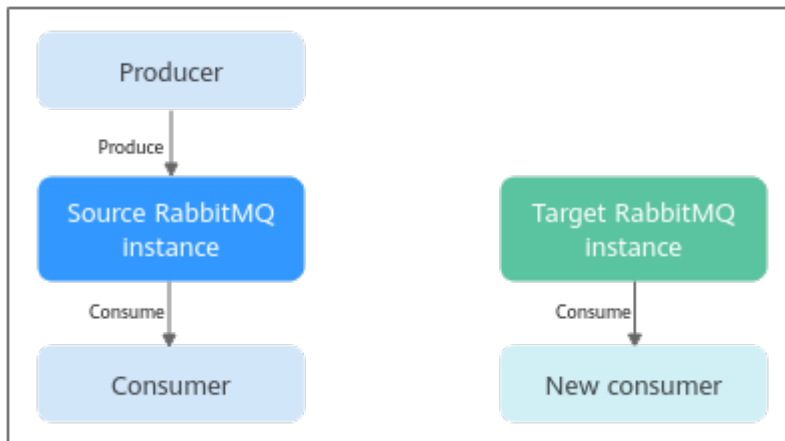 Producer
Produce
Source RabbitMQ
instance
Target RabbitMQ
instance
Consume
Consume
Consumer
New consumer